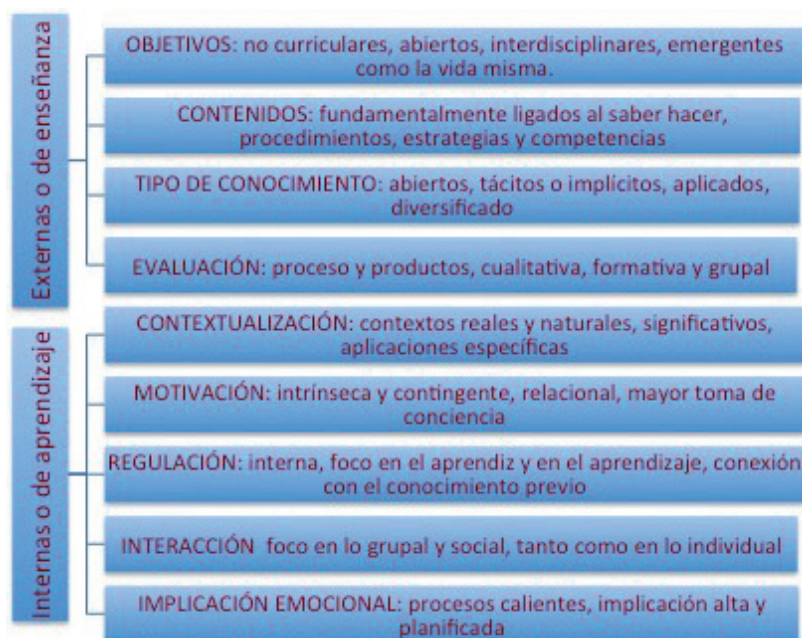 Externas o de enseñanza
OBJETIVOS: no curriculares, abiertos, interdisciplinares, emergentes
como la vida misma.
CONTENIDOS: fundamentalmente ligados al saber hacer,
procedimientos, estrategias y competencias
TIPO DE CONOCIMIENTO: abiertos, tácitos o implícitos, aplicados,
diversificado
EVALUACIÓN: proceso y productos, cualitativa, formativa y grupal
Internas o de aprendizaje
CONTEXTUALIZACIÓN: contextos reales y naturales, significativos,
aplicaciones específicas
MOTIVACIÓN: intrínseca y contingente, relacional, mayor toma de
conciencia
REGULACIÓN: interna, foco en el aprendiz y en el aprendizaje, conexión
con el conocimiento previo
INTERACCIÓN foco en lo grupal y social, tanto como en lo individual
IMPLICACIÓN EMOCIONAL: procesos calientes, implicación alta y
planificada